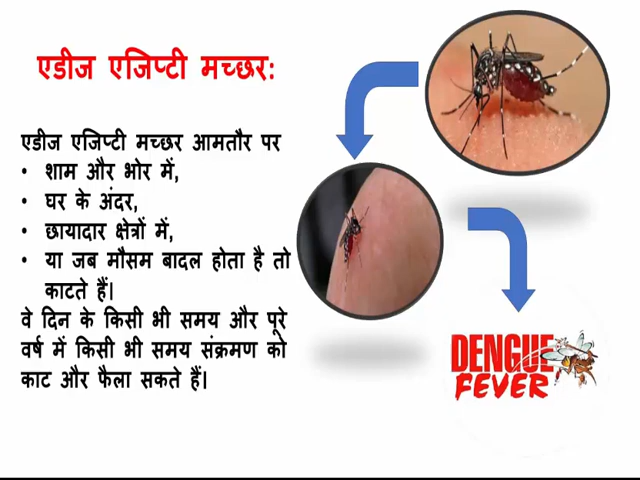 एडीज एजिप्टी मच्छर:
एडीज एजिप्टी मच्छर आमतौर पर
• शाम और भोर में,
• घर के अंदर,
• छायादार क्षेत्रों में,
• या जब मौसम बादल होता है तो
काटते हैं।
वे दिन के किसी भी समय और पूरे
वर्ष में किसी भी समय संक्रमण को
काट और फैला सकते हैं।
DENGUE
FEVER